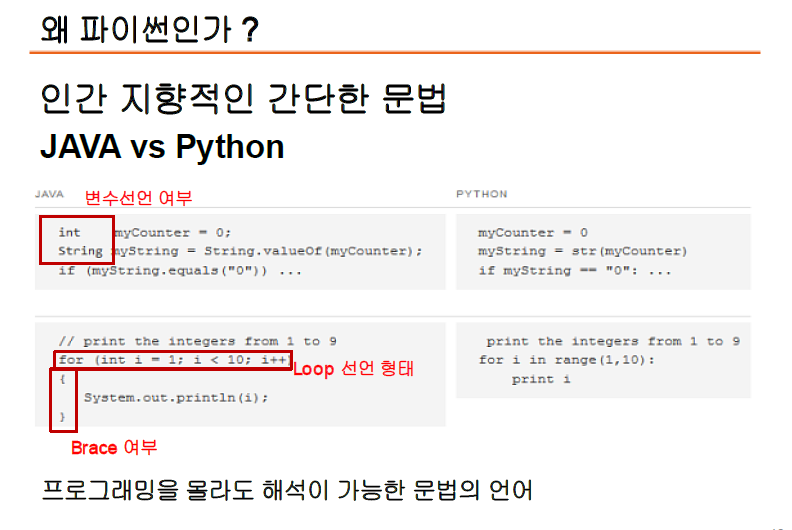 왜 파이썬인가 ?
인간 지향적인 간단한 문법
JAVA vs Python
JAVA 변수선언 여부
PYTHON
int myCounter = 0;
String myString = String.valueOf(myCounter);
if (myString.equals("0")) ...
myCounter = 0
myString = str(myCounter)
if myString == "0": ...
// print the integers from 1 to 9
for (int i = 1; i < 10; i++)
Loop 선언 형태
{
System.out.println(i);
}
Brace 여부
print the integers from 1 to 9
for i in range(1,10):
print i
프로그래밍을 몰라도 해석이 가능한 문법의 언어